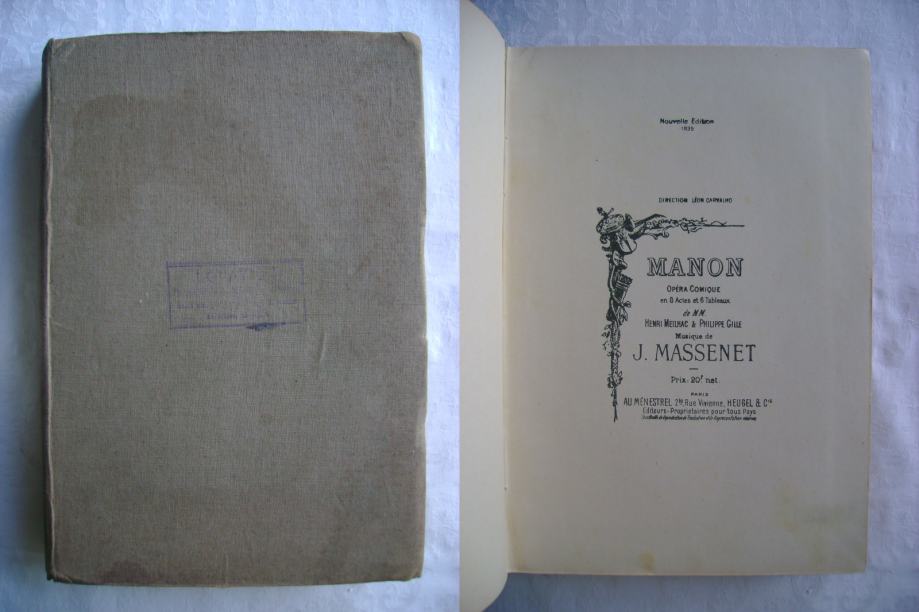 Nouvelle Édition
1895
DIRECTION LÉON CARVALHO
MANON
OPÉRA COMIQUE
en 5 Actes et 6 Tableaux
de M.M.
HENRI MEILHAC & PHILIPPE GILLE
Musique de
J. MASSENET
Prix: 20f net.
PARIS
AU MÉNESTREL 2bis, Rue Vivienne, HEUGEL & Cie
Éditeurs-Propriétaires pour tous Pays